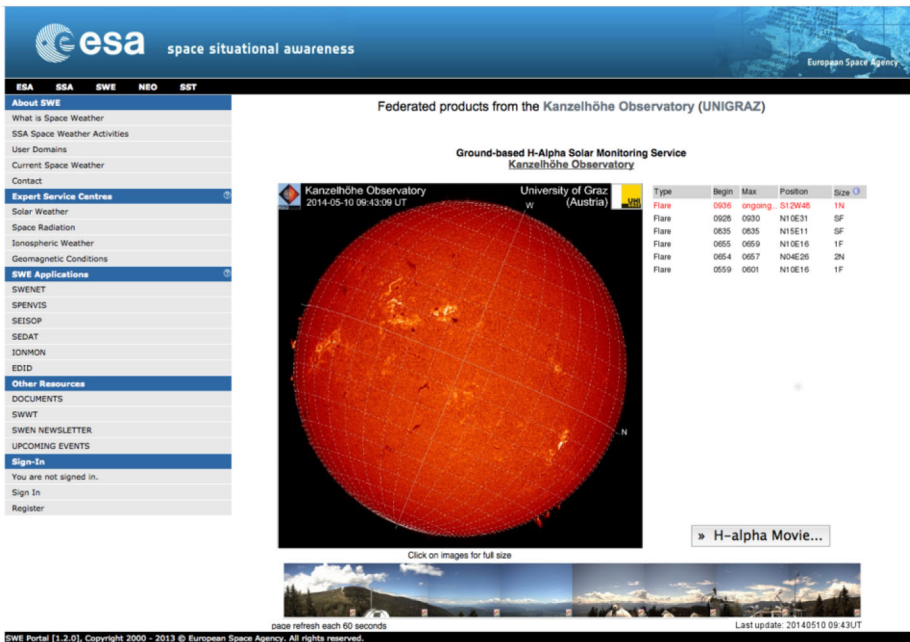 esa space situational awareness
European Space Agency
ESA SSA SWE NEO SST
About SWE
What is Space Weather
SSA Space Weather Activities
User Domains
Current Space Weather
Contact
Expert Service Centres
Solar Weather
Space Radiation
Ionospheric Weather
Geomagnetic Conditions
SWE Applications
SWENET
SPENVIS
SEISOP
SEDAT
IONMON
EDID
Other Resources
DOCUMENTS
SWWT
SWEN NEWSLETTER
UPCOMING EVENTS
Sign-In
You are not signed in.
Sign In
Register
Federated products from the Kanzelhöhe Observatory (UNIGRAZ)
Ground-based H-Alpha Solar Monitoring Service
Kanzelhöhe Observatory
Kanzelhöhe Observatory
2014-05-10 09:43:09 UT
University of Graz
(Austria)
UNI
W
N
Type Begin Max Position Size
Flare 0936 ongoing... S12W46 1N
Flare 0926 0930 N10E31 SF
Flare 0835 0835 N15E11 SF
Flare 0655 0659 N10E16 1F
Flare 0654 0657 N04E26 2N
Flare 0559 0601 N10E16 1F
» H-alpha Movie...
Click on images for full size
pace refresh each 60 seconds
Last update: 20140510 09:43UT
SWE Portal [1.2.0], Copyright 2000 - 2013 © European Space Agency. All rights reserved.